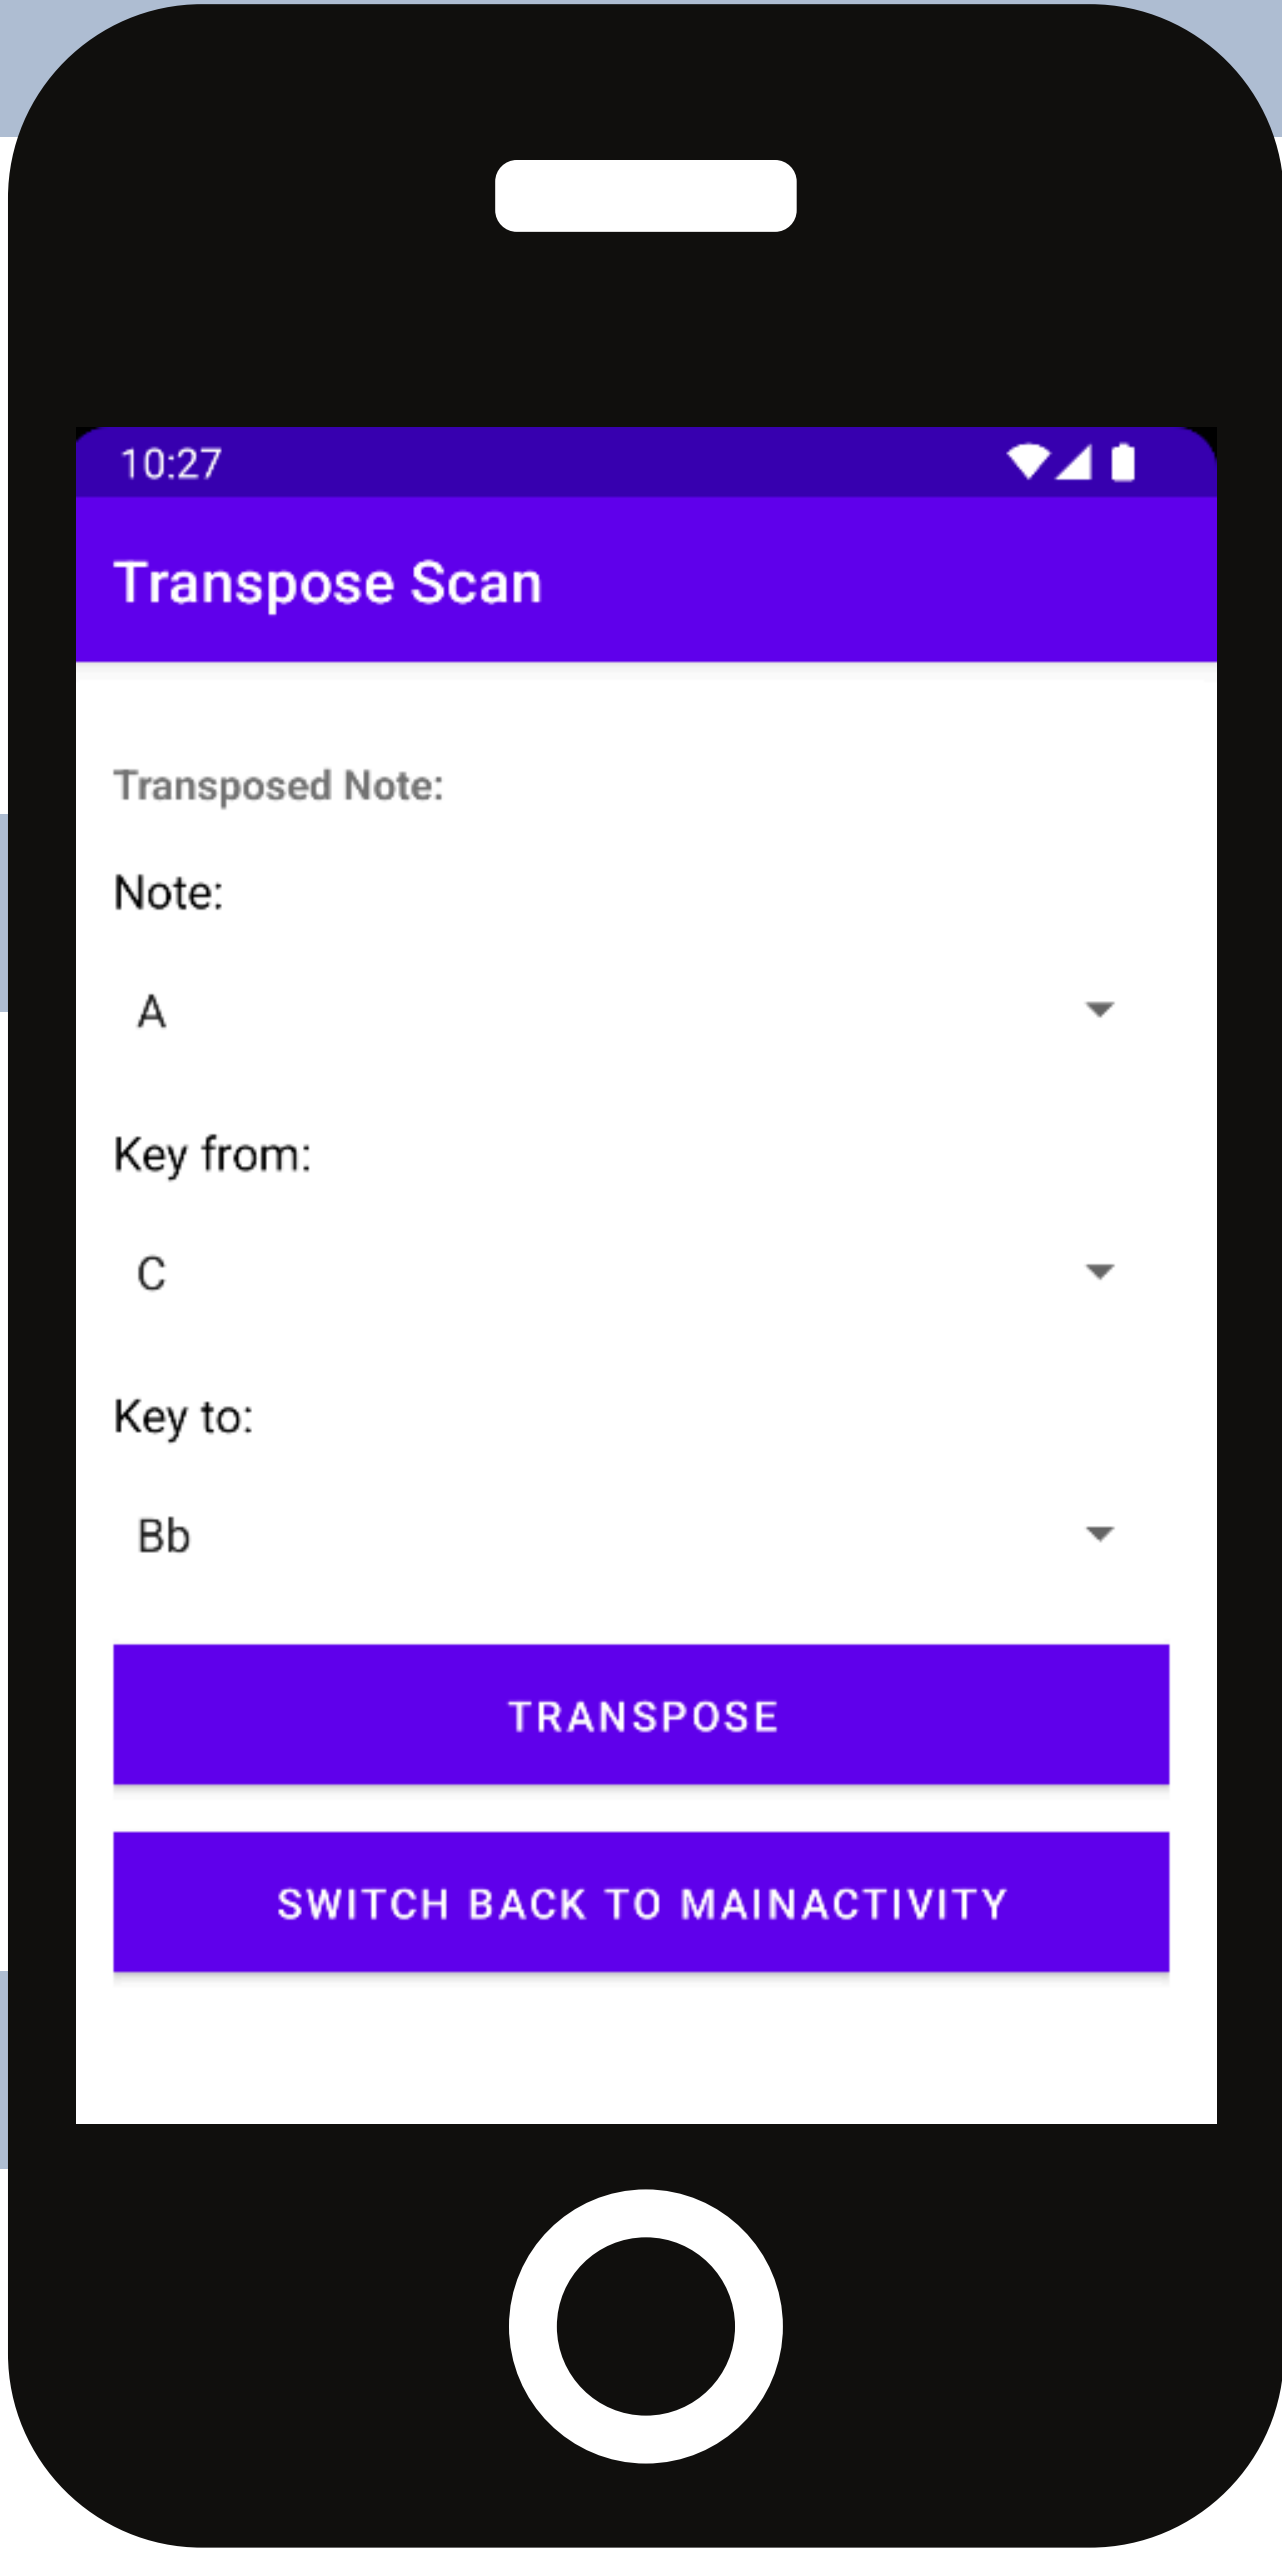 10:27
Transpose Scan
Transposed Note:
Note:
A
Key from:
C
Key to:
Bb
TRANSPOSE
SWITCH BACK TO MAINACTIVITY